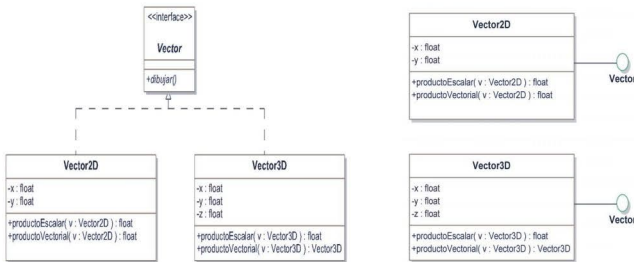 <<interface>>
Vector
+dibujar()
Vector2D
-x : float
-y : float
+productoEscalar( v : Vector2D ) : float
+productoVectorial( v : Vector2D ) : float
Vector3D
-x : float
-y : float
-z : float
+productoEscalar( v : Vector3D ) : float
+productoVectorial( v : Vector3D ) : Vector3D
Vector2D
-x : float
-y : float
+productoEscalar( v : Vector2D ) : float
+productoVectorial( v : Vector2D ) : float
Vector
Vector3D
-x : float
-y : float
-z : float
+productoEscalar( v : Vector3D ) : float
+productoVectorial( v : Vector3D ) : Vector3D
Vector